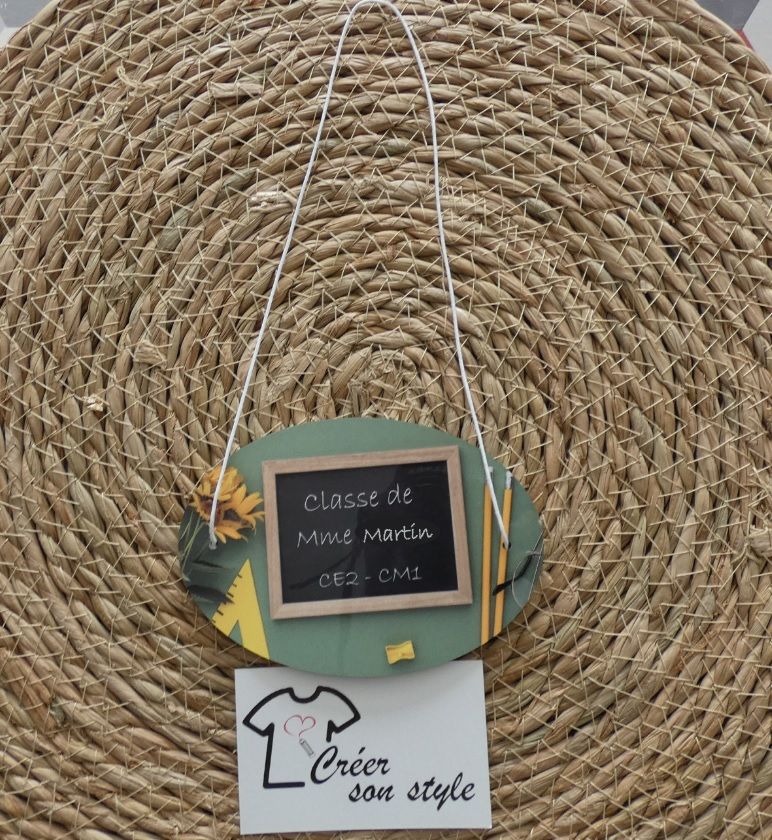 Classe de
Mme Martin
CE2 - CM1
Créer
son style